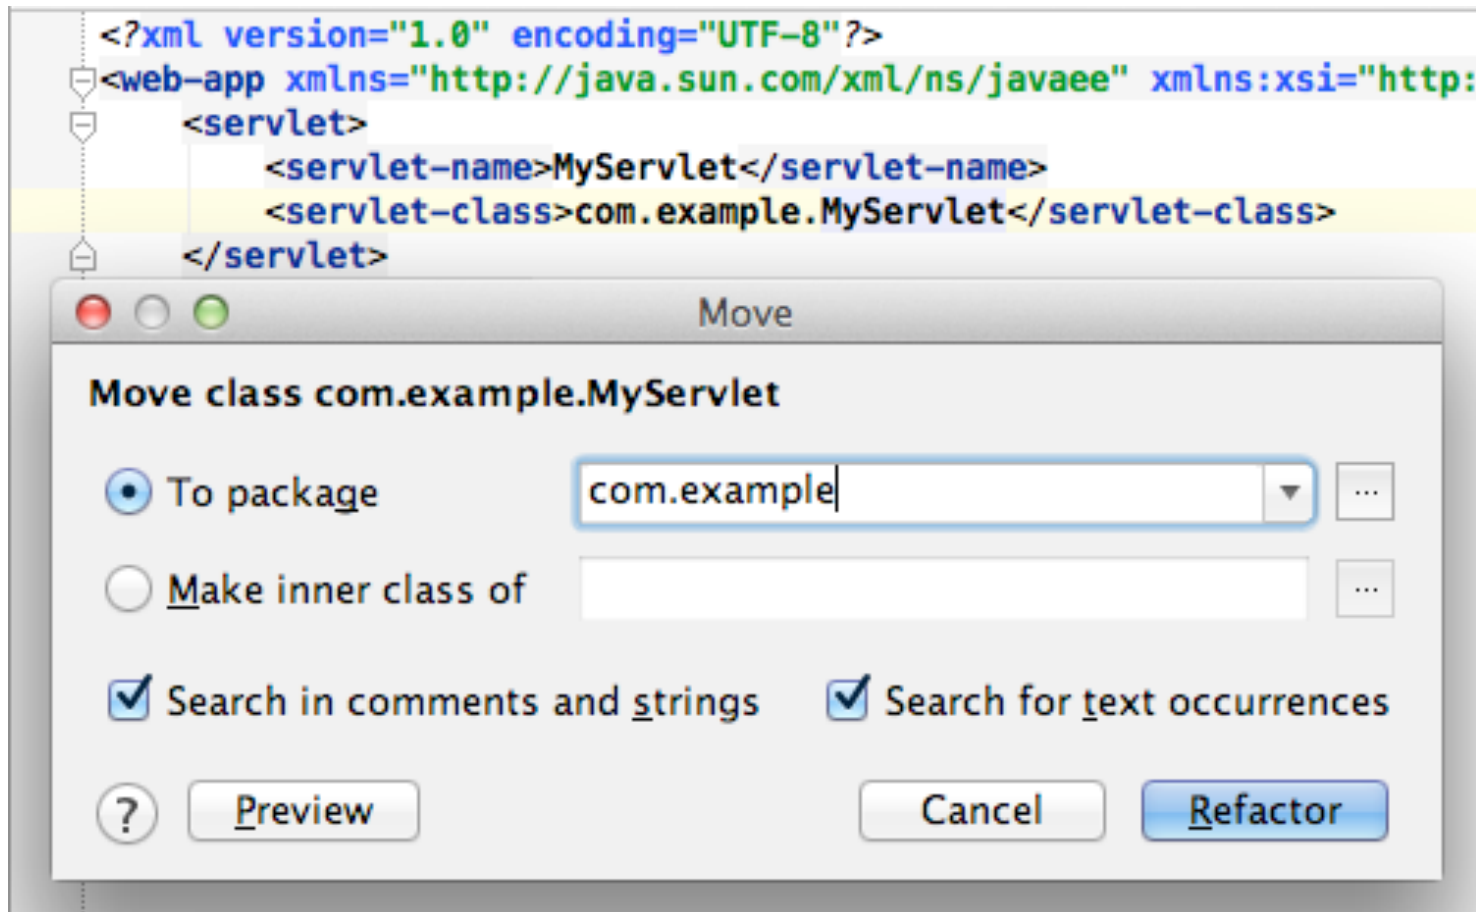 <?xml version="1.0" encoding="UTF-8"?>
<web-app xmlns="http://java.sun.com/xml/ns/javaee" xmlns:xsi="http:
<servlet>
<servlet-name>MyServlet</servlet-name>
<servlet-class>com.example.MyServlet</servlet-class>
</servlet>
Move
Move class com.example.MyServlet
To package com.example ...
Make inner class of ...
Search in comments and strings Search for text occurrences
? Preview Cancel Refactor